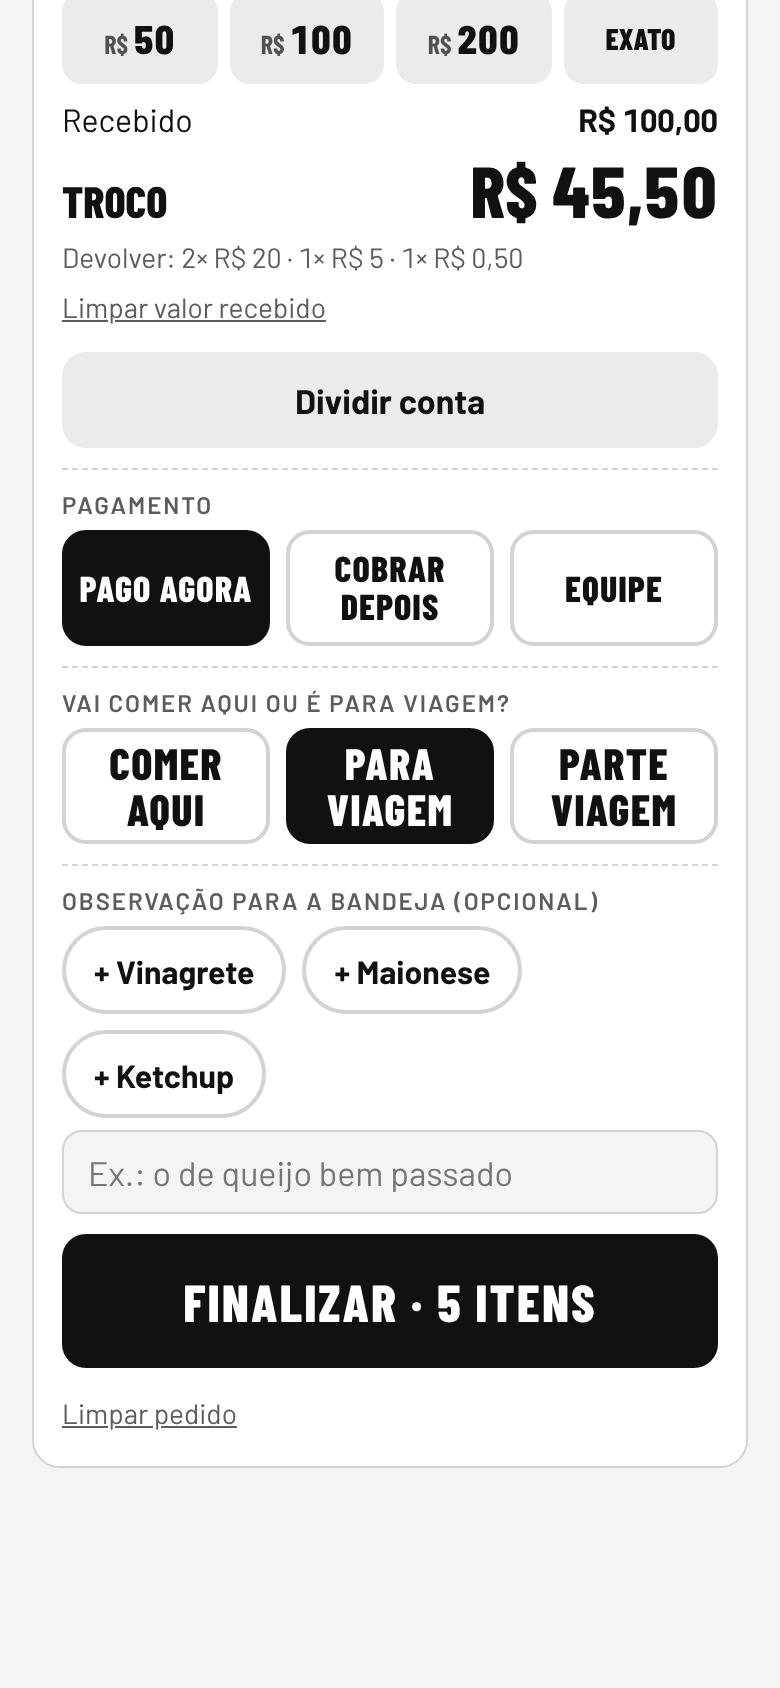 R$ 50 R$ 100 R$ 200 EXATO
Recebido R$ 100,00
TROCO R$ 45,50
Devolver: 2× R$ 20 · 1× R$ 5 · 1× R$ 0,50
Limpar valor recebido
Dividir conta
PAGAMENTO
PAGO AGORA
COBRAR
DEPOIS
EQUIPE
VAI COMER AQUI OU É PARA VIAGEM?
COMER
AQUI
PARA
VIAGEM
PARTE
VIAGEM
OBSERVAÇÃO PARA A BANDEJA (OPCIONAL)
+ Vinagrete + Maionese
+ Ketchup
Ex.: o de queijo bem passado
FINALIZAR · 5 ITENS
Limpar pedido